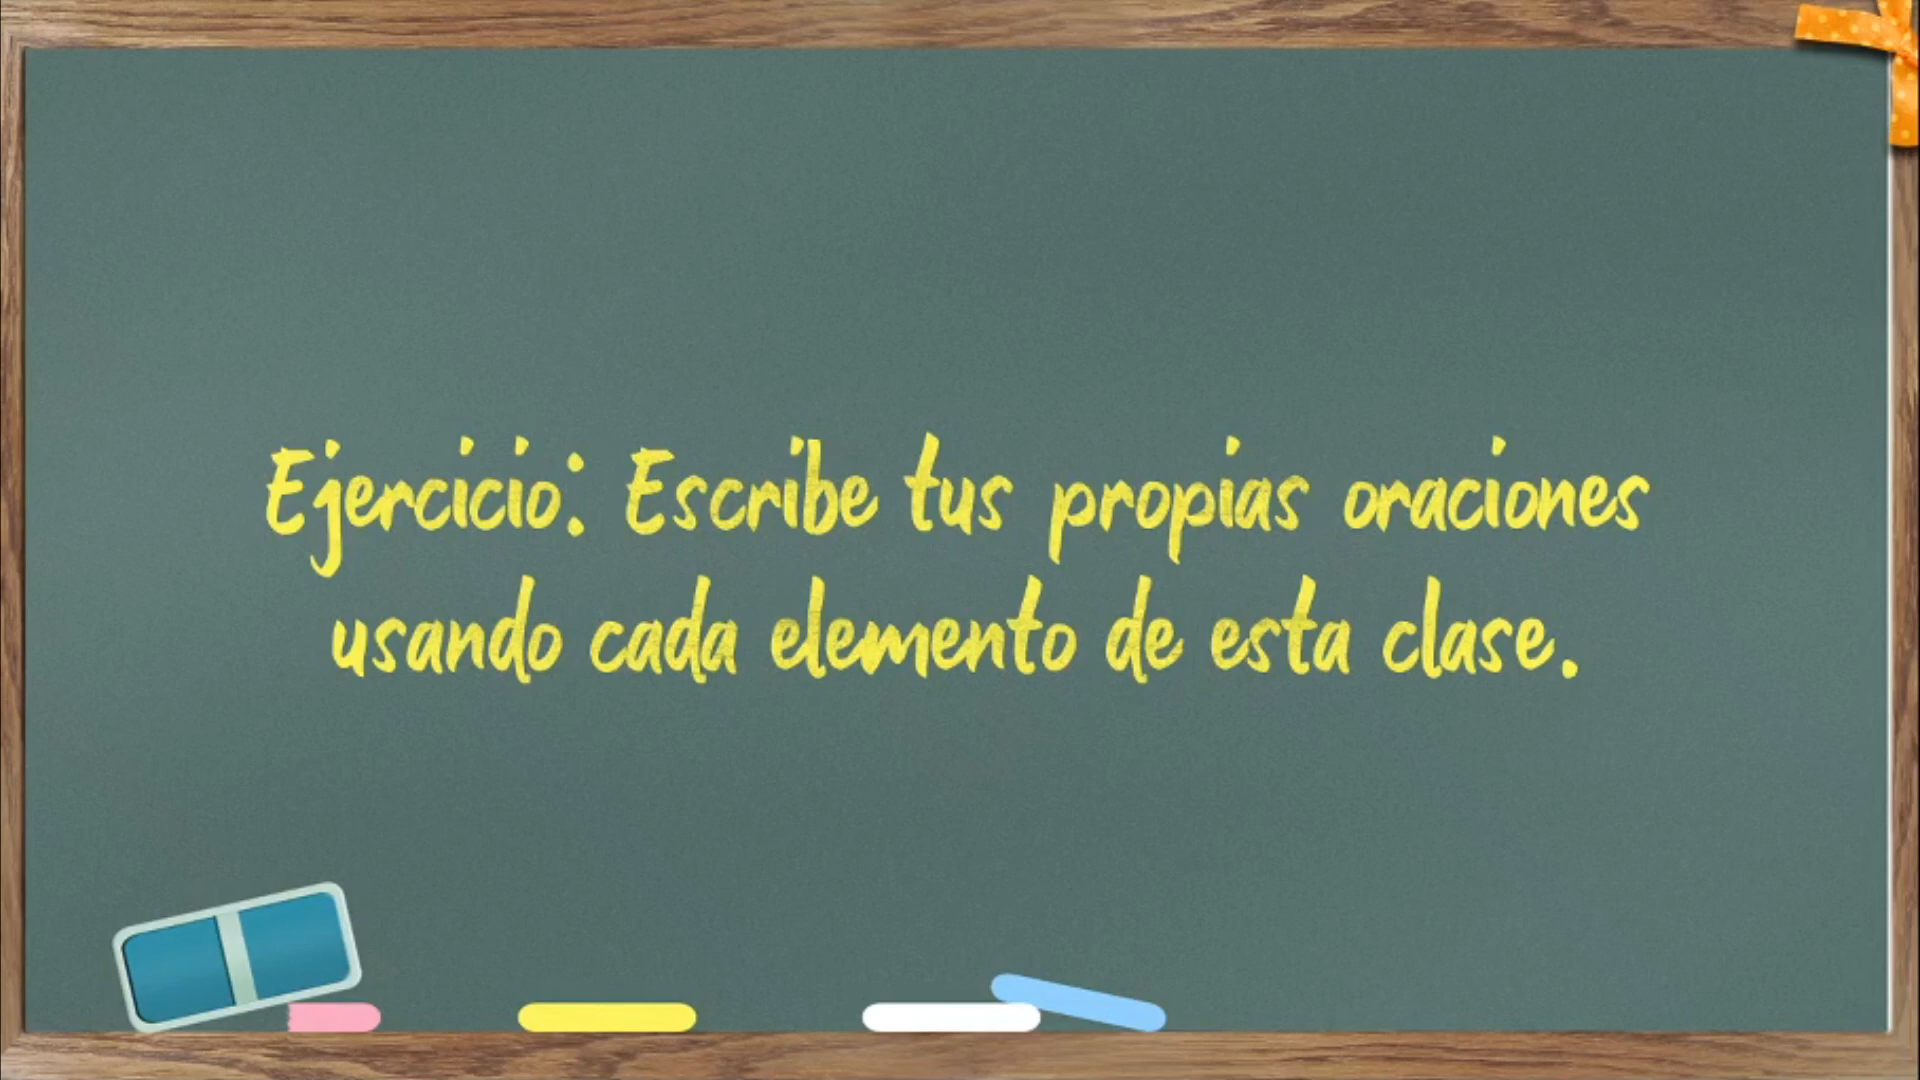 Ejercicio: Escribe tus propias oraciones
usando cada elemento de esta clase.